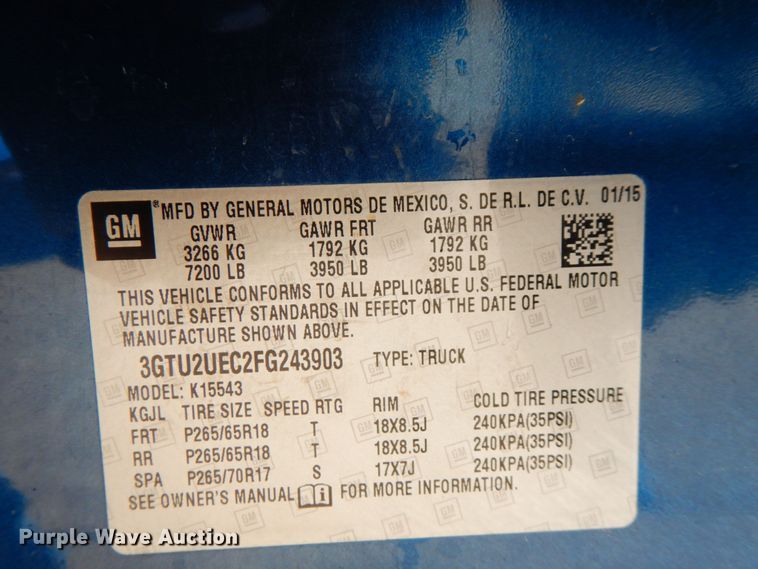 GM ® MFD BY GENERAL MOTORS DE MEXICO, S. DE R.L. DE C.V. 01/15
GVWR GAWR FRT GAWR RR
3266 KG 1792 KG 1792 KG
7200 LB 3950 LB 3950 LB
THIS VEHICLE CONFORMS TO ALL APPLICABLE U.S. FEDERAL MOTOR
VEHICLE SAFETY STANDARDS IN EFFECT ON THE DATE OF
MANUFACTURE SHOWN ABOVE.
3GTU2UEC2FG243903 TYPE: TRUCK
MODEL: K15543
KGJL TIRE SIZE SPEED RTG RIM COLD TIRE PRESSURE
FRT P265/65R18 T 18X8.5J 240KPA(35PSI)
RR P265/65R18 T 18X8.5J 240KPA(35PSI)
SPA P265/70R17 S 17X7J 240KPA(35PSI)
SEE OWNER'S MANUAL FOR MORE INFORMATION.
Purple Wave Auction